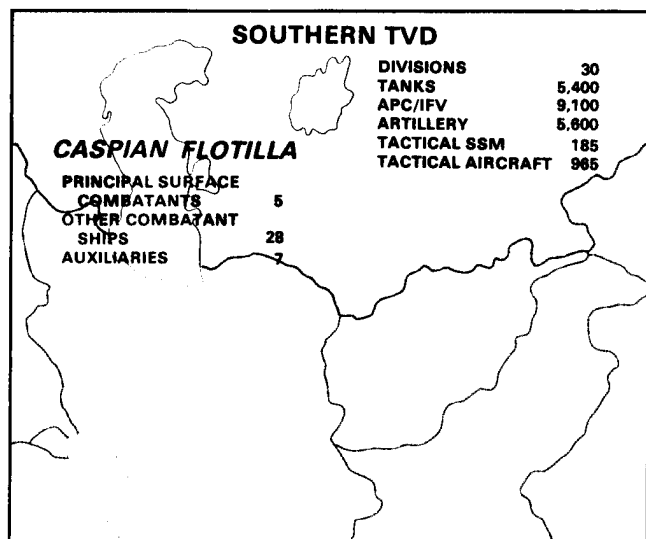 SOUTHERN TVD
DIVISIONS 30
TANKS 5,400
APC/IFV 9,100
ARTILLERY 5,600
TACTICAL SSM 185
TACTICAL AIRCRAFT 965
CASPIAN FLOTILLA
PRINCIPAL SURFACE
COMBATANTS 5
OTHER COMBATANT
SHIPS 28
AUXILIARIES 7